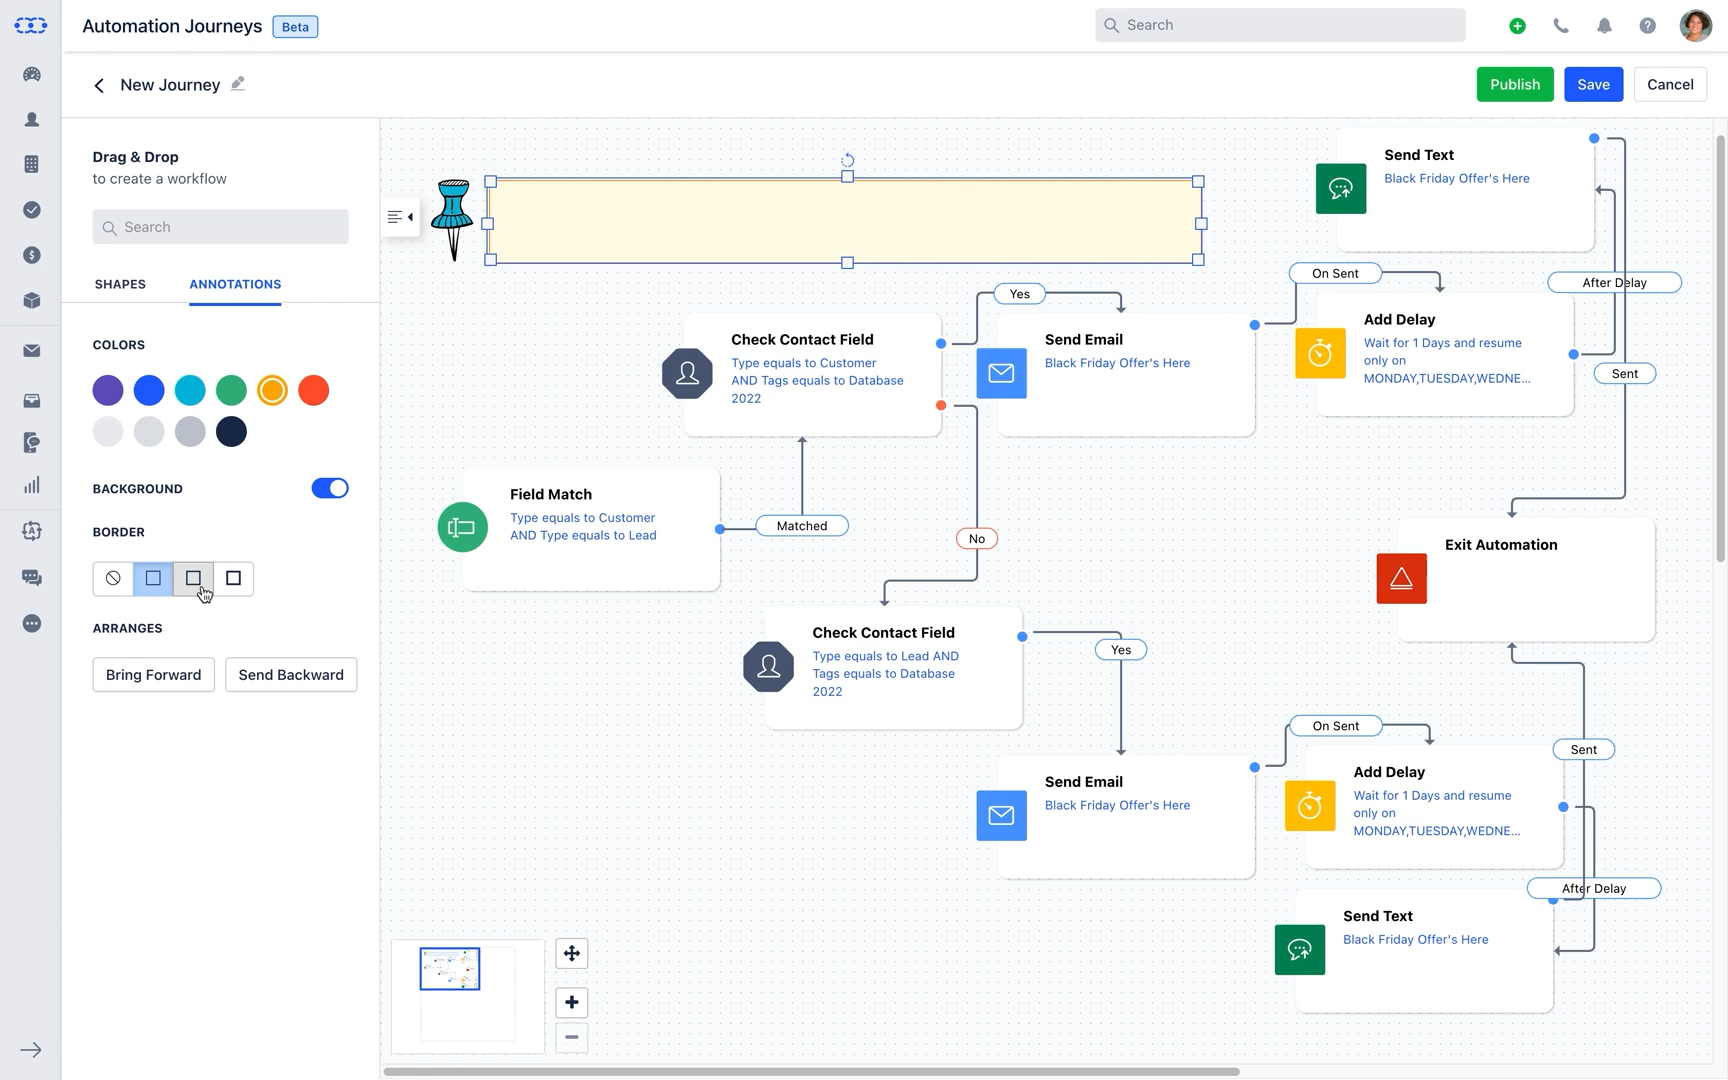 Automation Journeys
Beta
Search
New Journey
Publish
Save
Cancel
Drag & Drop
to create a workflow
Search
SHAPES
ANNOTATIONS
COLORS
BACKGROUND
BORDER
ARRANGES
Bring Forward
Send Backward
Send Text
Black Friday Offer's Here
On Sent
After Delay
Yes
Check Contact Field
Type equals to Customer
AND Tags equals to Database
2022
Send Email
Black Friday Offer's Here
Add Delay
Wait for 1 Days and resume
only on
MONDAY,TUESDAY,WEDNE...
Sent
Field Match
Type equals to Customer
AND Type equals to Lead
Matched
No
Exit Automation
Check Contact Field
Type equals to Lead AND
Tags equals to Database
2022
Yes
On Sent
Sent
Send Email
Black Friday Offer's Here
Add Delay
Wait for 1 Days and resume
only on
MONDAY,TUESDAY,WEDNE...
After Delay
Send Text
Black Friday Offer's Here